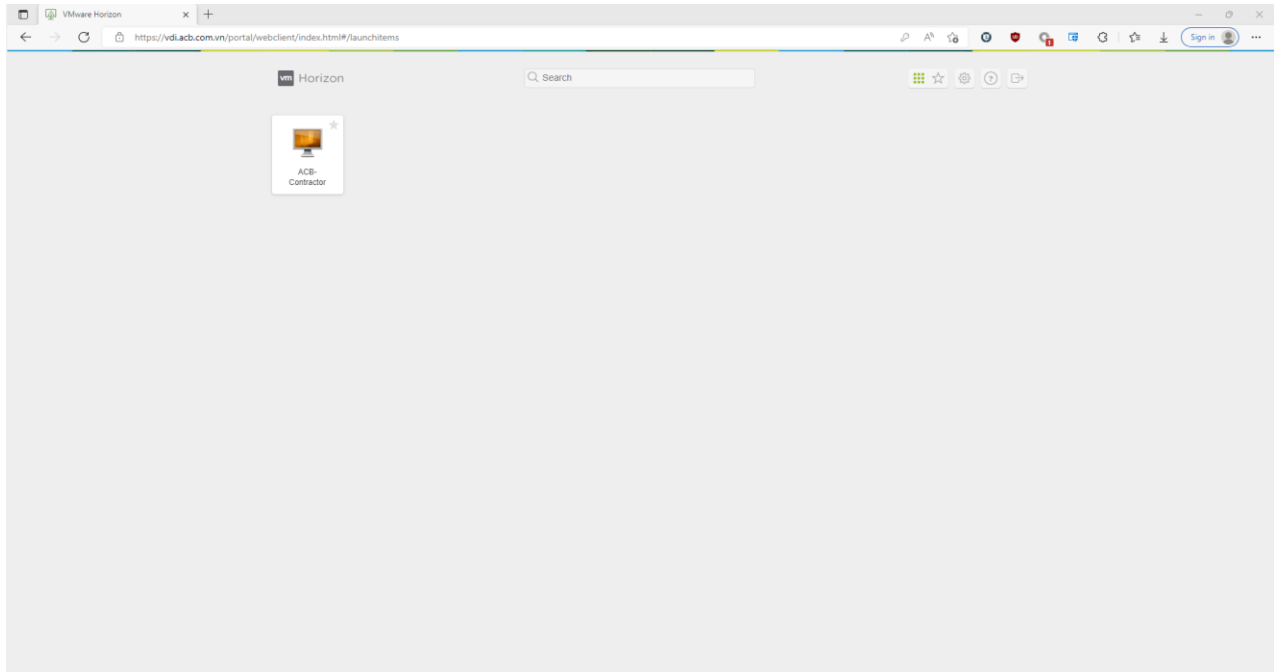 VMware Horizon
https://vdi.acb.com.vn/portal/webclient/index.html#/launchitems
Sign in
vm Horizon
Search
ACB-
Contractor